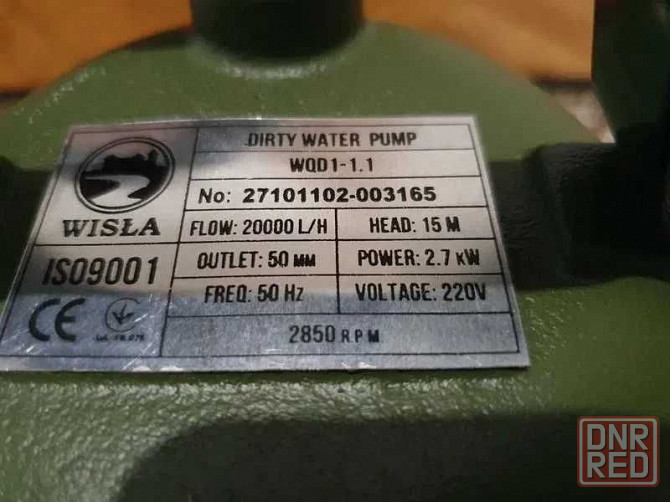 DIRTY WATER PUMP
WQD1-1.1
No: 27101102-003165
WISŁA
FLOW: 20000 L/H
HEAD: 15 M
ISO9001
OUTLET: 50 MM
POWER: 2.7 KW
FREQ: 50 HZ
VOLTAGE: 220V
CE
2850 RPM
DNR
RED